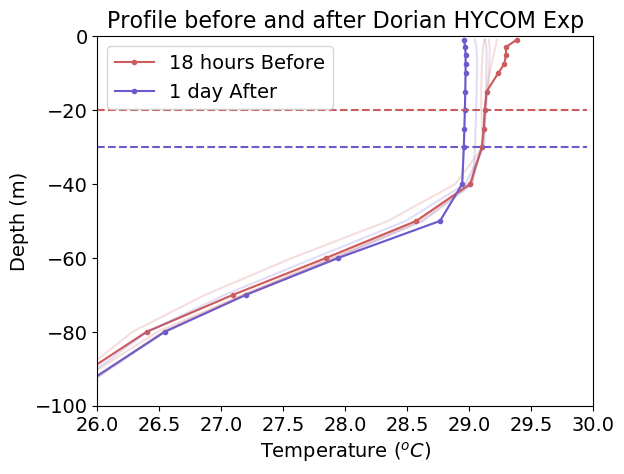 Profile before and after Dorian HYCOM Exp
18 hours Before
1 day After
0
−20
−40
−60
−80
−100
Depth (m)
26.0 26.5 27.0 27.5 28.0 28.5 29.0 29.5 30.0
Temperature (°C)